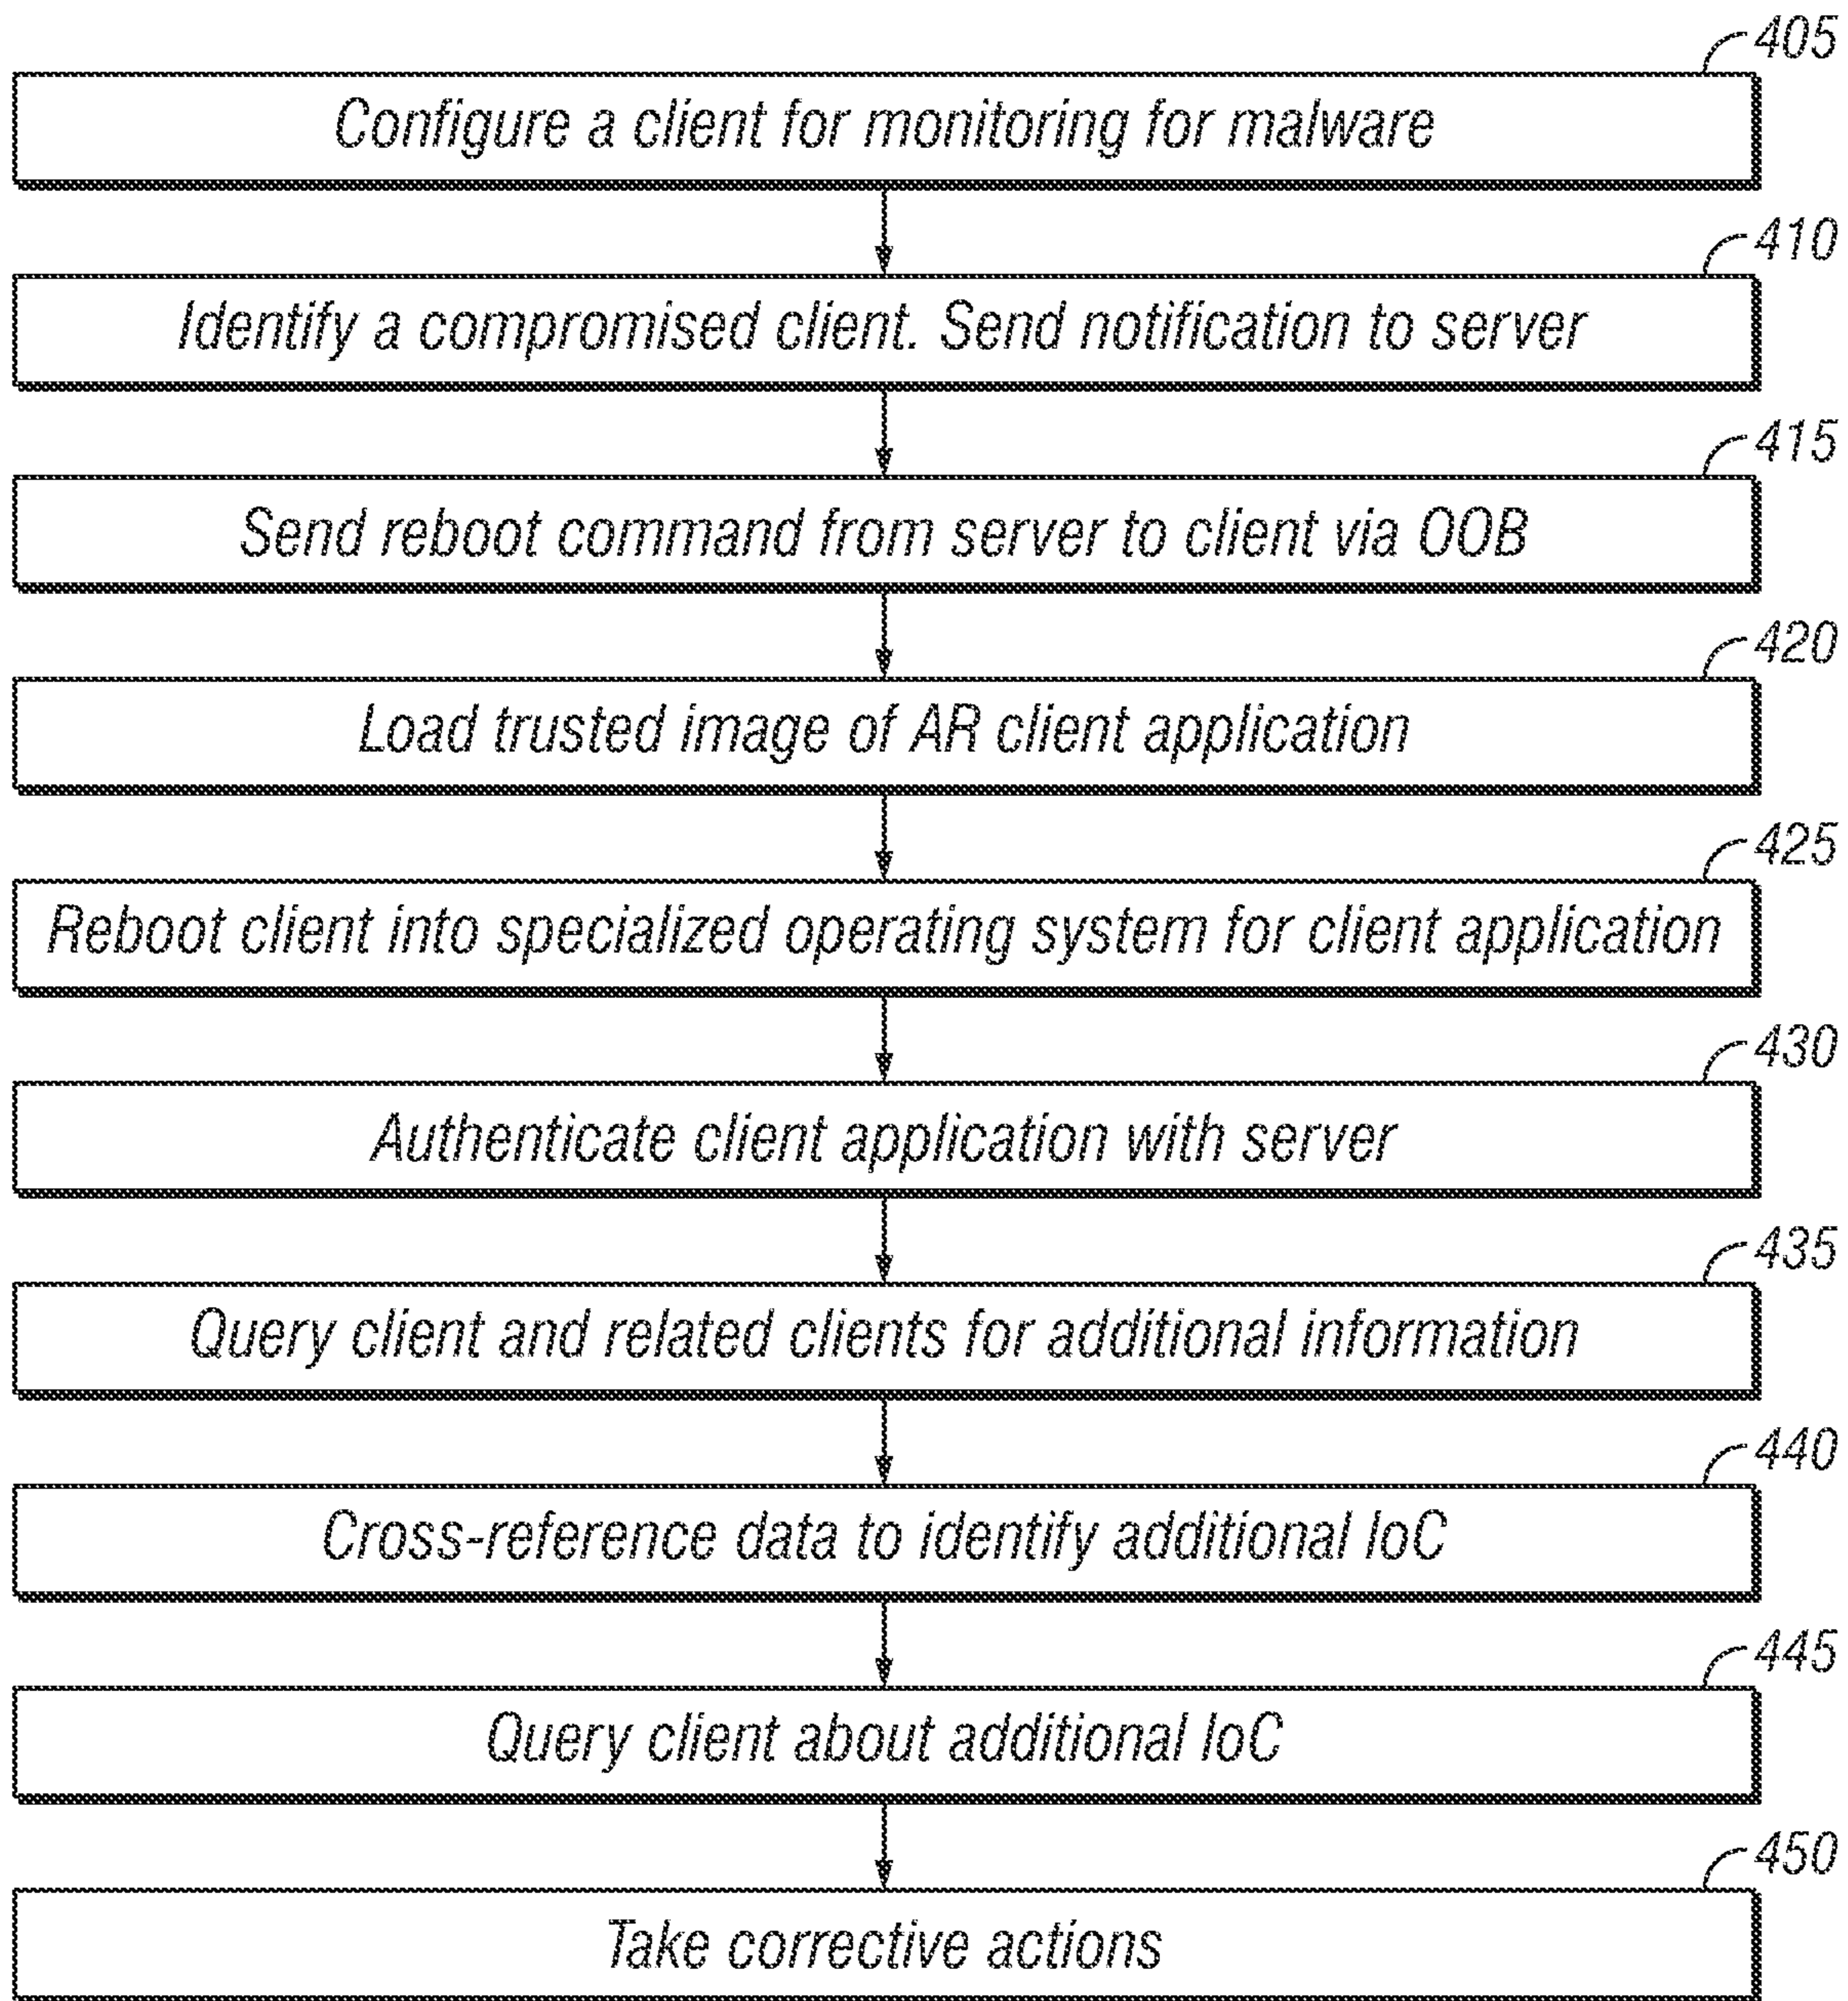 405
Configure a client for monitoring for malware
410
Identify a compromised client. Send notification to server
415
Send reboot command from server to client via OOB
420
Load trusted image of AR client application
425
Reboot client into specialized operating system for client application
430
Authenticate client application with server
435
Query client and related clients for additional information
440
Cross-reference data to identify additional IoC
445
Query client about additional IoC
450
Take corrective actions